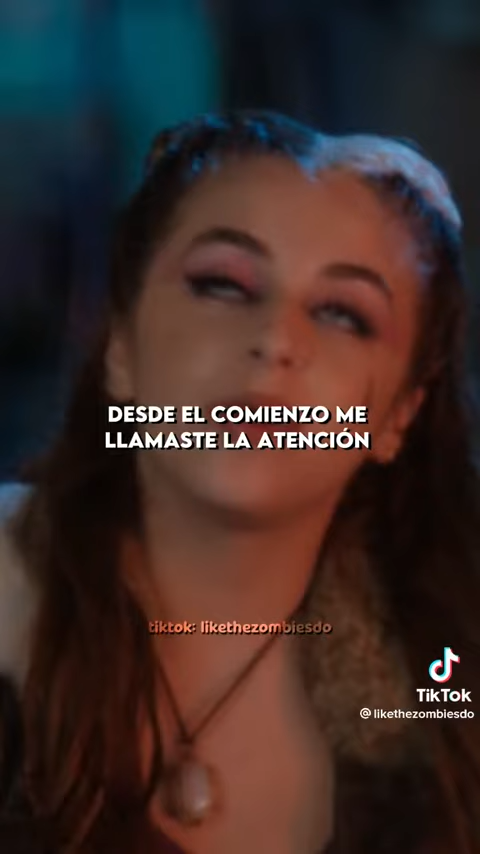 DESDE EL COMIENZO ME
LLAMASTE LA ATENCIÓN
tiktok: likethezombiesdo
TikTok
@likethezombiesdo